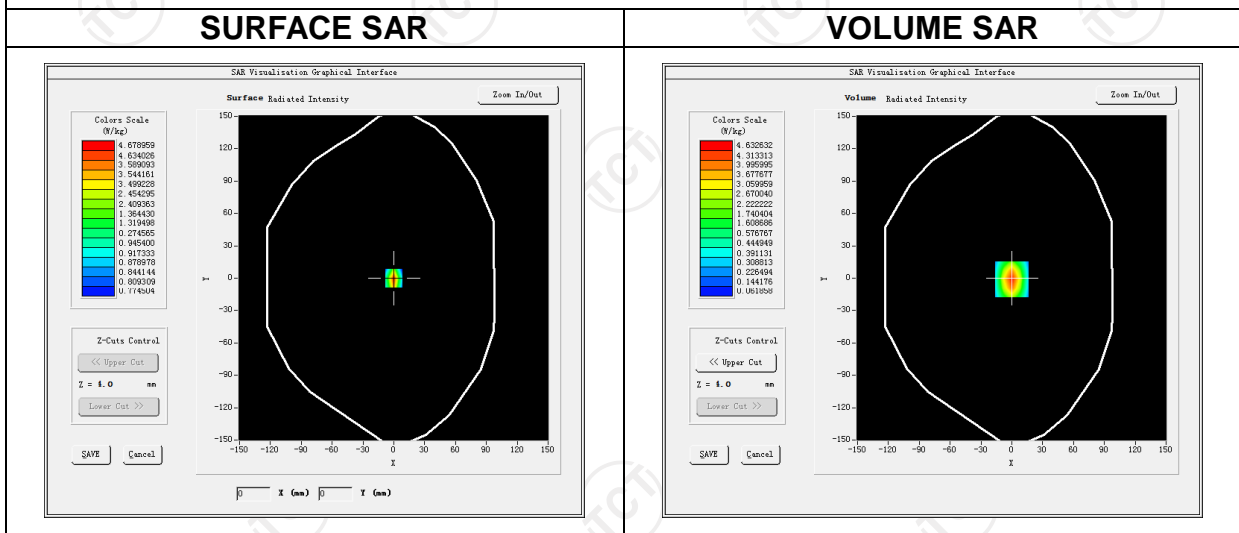 SURFACE SAR
VOLUME SAR
SAR Visualisation Graphical Interface
Surface Radiated Intensity
Zoom In/Out
Colors Scale
(W/kg)
4.678959
4.634026
3.589093
3.544161
3.499228
2.454295
2.409363
1.364430
1.319498
0.274565
0.945400
0.917333
0.878978
0.844144
0.809309
0.774504
150
120
90
60
30
0
-30
-60
-90
-120
-150
Y
-150 -120 -90 -60 -30 0 30 60 90 120 150
X
Z-Cuts Control
<< Upper Cut
mm
Lower Cut >>
SAVE
Cancel
0 X (mm) 0 Y (mm)
SAR Visualisation Graphical Interface
Volume Radiated Intensity
Zoom In/Out
Colors Scale
(W/kg)
4.632632
4.313313
3.995995
3.677677
3.059959
2.670040
2.222222
1.740404
1.608686
0.576767
0.444949
0.391131
0.308813
0.226494
0.144176
0.061858
150
120
90
60
30
0
-30
-60
-90
-120
-150
Y
-150 -120 -90 -60 -30 0 30 60 90 120 150
X
Z-Cuts Control
<< Upper Cut
mm
Lower Cut >>
SAVE
Cancel
TCT